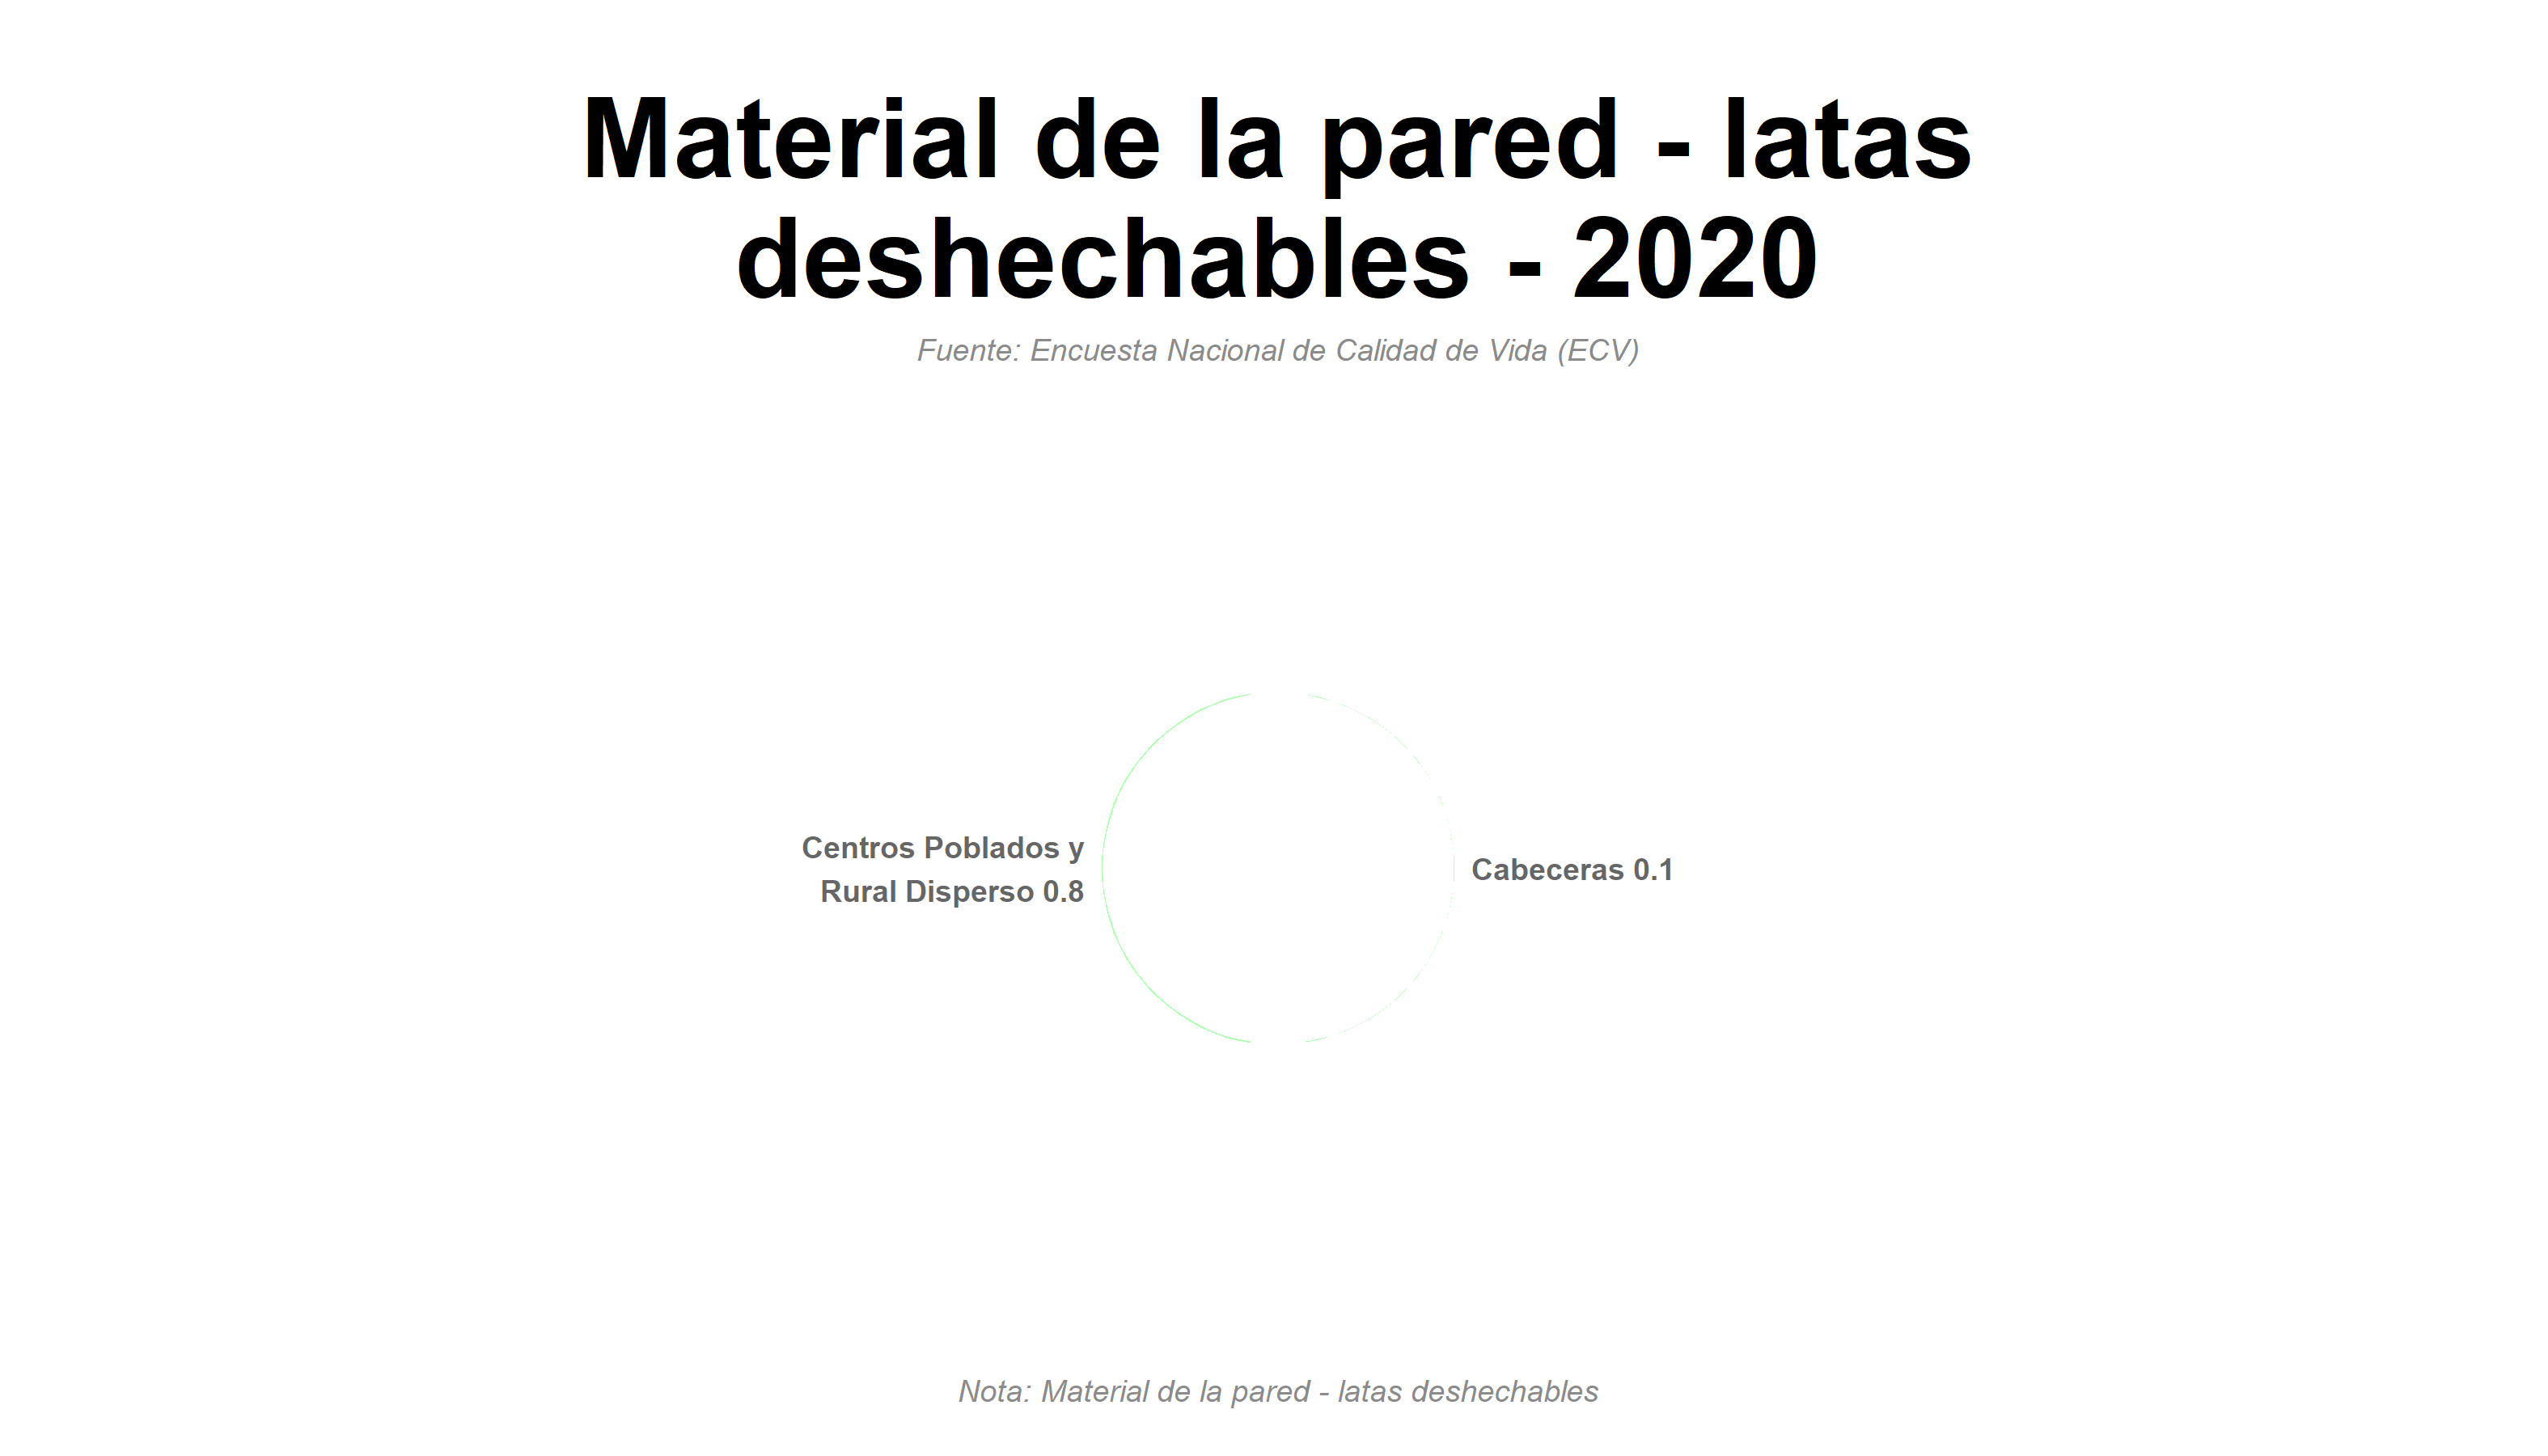 Material de la pared - latas
deshechables - 2020
Fuente: Encuesta Nacional de Calidad de Vida (ECV)
Centros Poblados y
Rural Disperso 0.8
Cabeceras 0.1
Nota: Material de la pared - latas deshechables